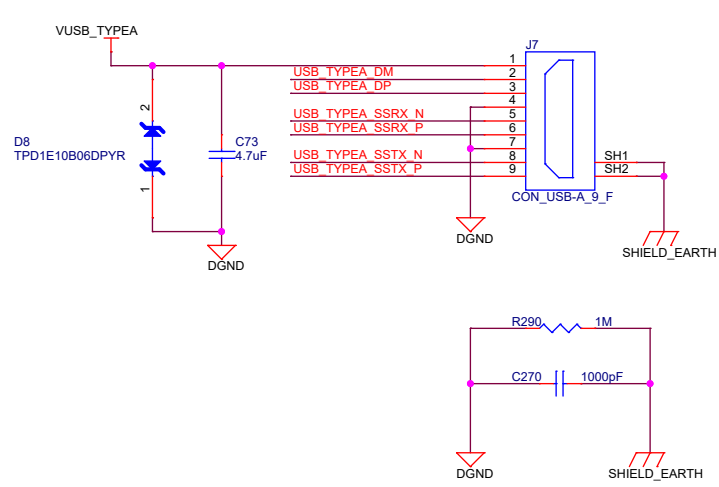 VUSB_TYPEA
J7
1
USB_TYPEA_DM 2
USB_TYPEA_DP 3
4
USB_TYPEA_SSRX_N 5
USB_TYPEA_SSRX_P 6
7
USB_TYPEA_SSTX_N 8 SH1
USB_TYPEA_SSTX_P 9 SH2
CON_USB-A_9_F
2
D8
TPD1E10B06DPYR
1
C73
4.7uF
DGND
DGND
SHIELD_EARTH
R290 1M
C270 1000pF
DGND
SHIELD_EARTH